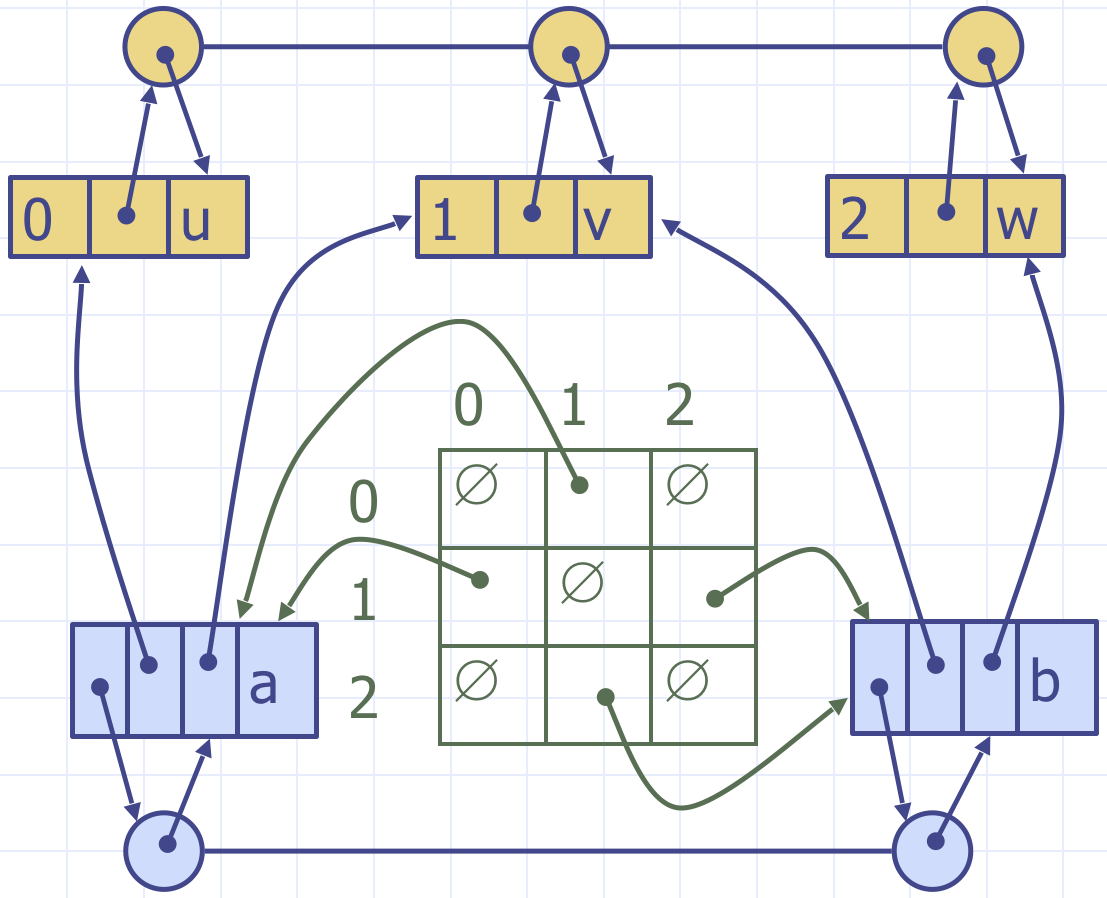 0 u 1 v 2 w
0 1 2
0 ∅ ∅
1 ∅
2 ∅ ∅
a b